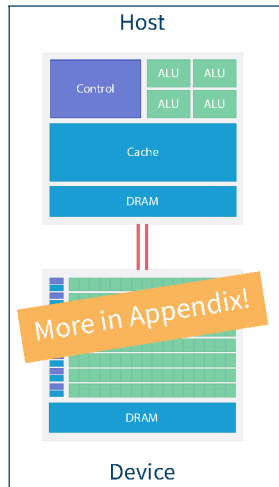 Host
Control
ALU ALU
ALU ALU
Cache
DRAM
More in Appendix!
DRAM
Device